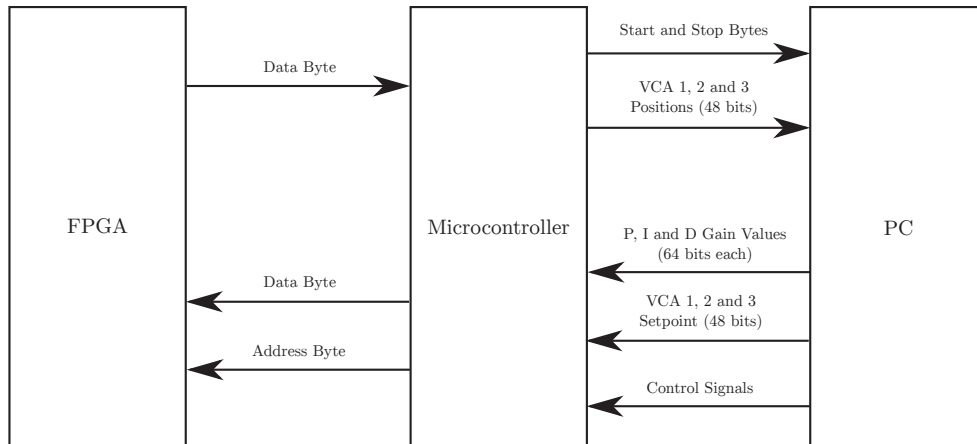 Start and Stop Bytes
Data Byte
VCA 1, 2 and 3
Positions (48 bits)
FPGA
Microcontroller
PC
P, I and D Gain Values
(64 bits each)
Data Byte
VCA 1, 2 and 3
Setpoint (48 bits)
Address Byte
Control Signals